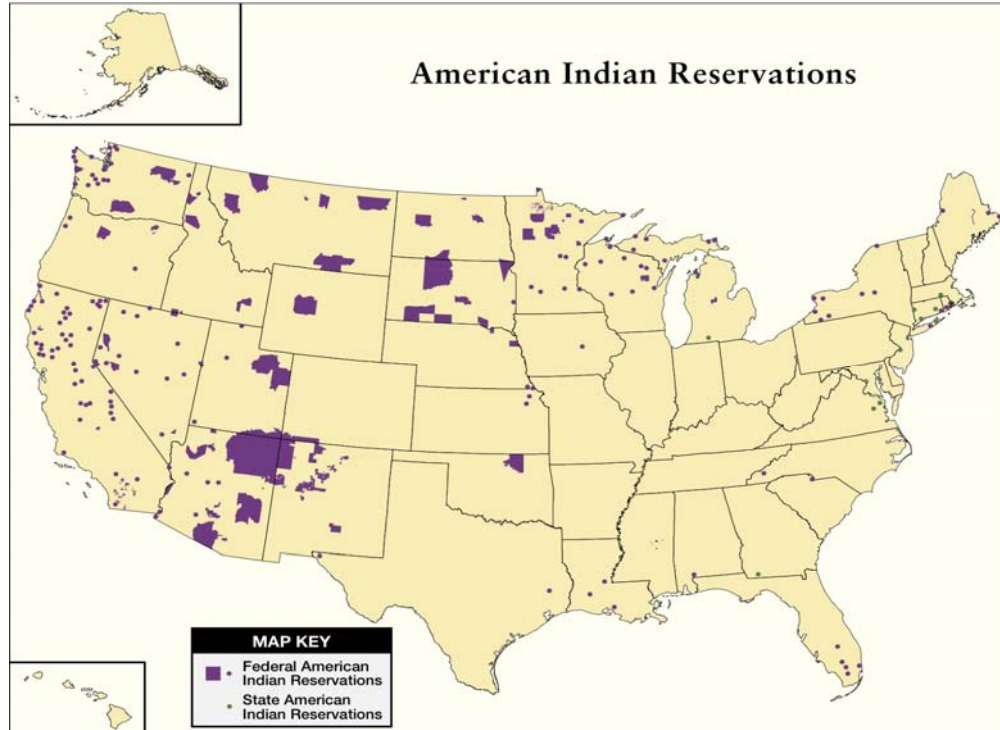 American Indian Reservations
MAP KEY
Federal American
Indian Reservations
State American
Indian Reservations